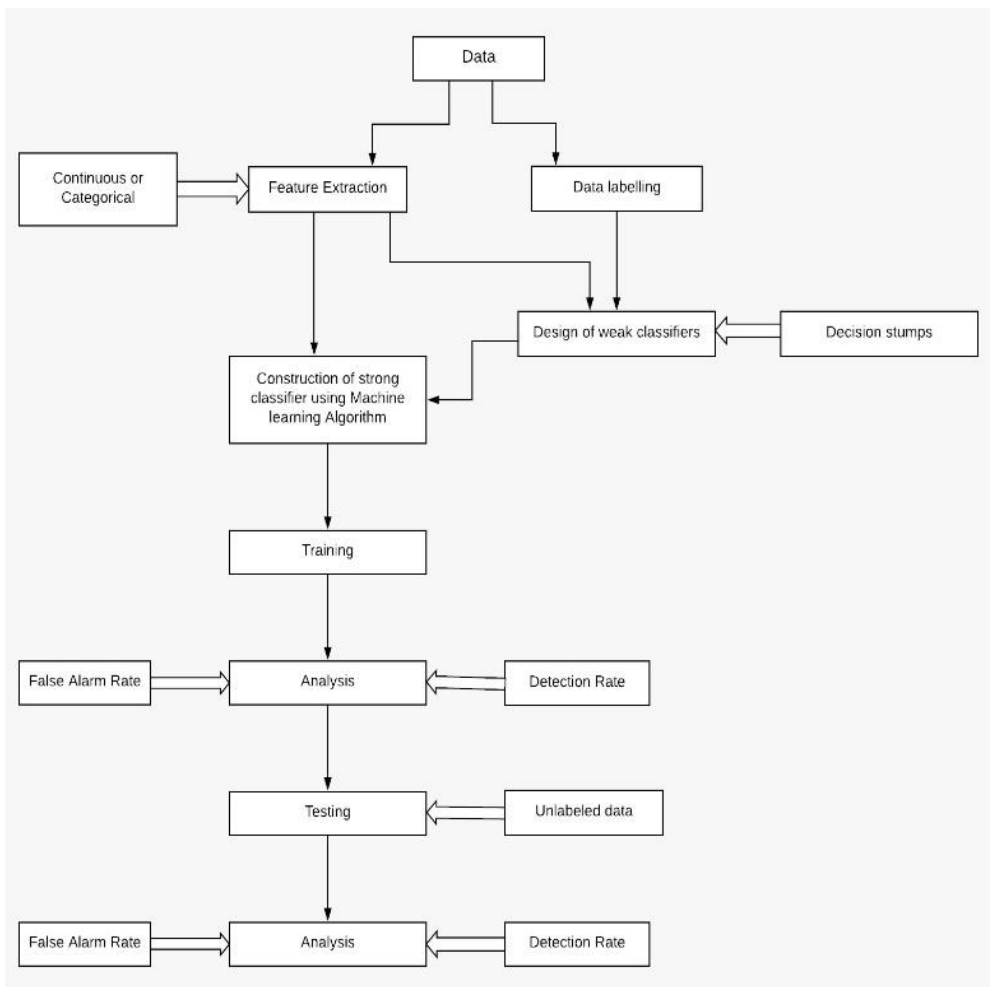 Data
Continuous or
Categorical
Feature Extraction
Data labelling
Design of weak classifiers
Decision stumps
Construction of strong
classifier using Machine
learning Algorithm
Training
False Alarm Rate
Analysis
Detection Rate
Testing
Unlabeled data
False Alarm Rate
Analysis
Detection Rate